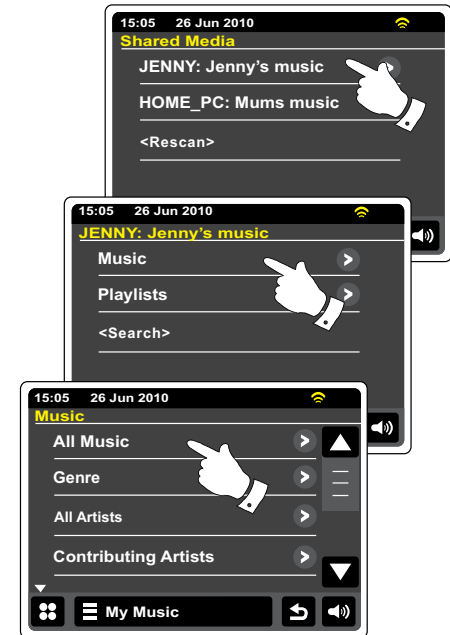 15:05 26 Jun 2010
Shared Media
JENNY: Jenny's music
HOME_PC: Mums music
<Rescan>
15:05 26 Jun 2010
JENNY: Jenny's music
Music
Playlists
<Search>
15:05 26 Jun 2010
Music
All Music
Genre
All Artists
Contributing Artists
My Music